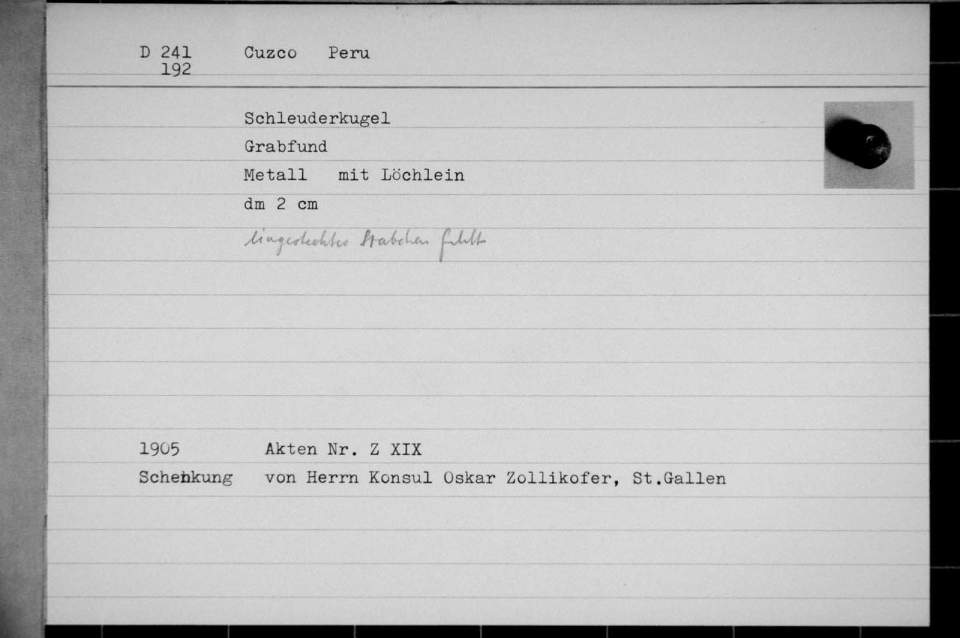 D 241 Cuzco Peru
192
Schleuderkugel
Grabfund
Metall mit Löchlein
dm 2 cm
eingestecktes Stäbchen fehlt
1905 Akten Nr. Z XIX
Schenkung von Herrn Konsul Oskar Zollikofer, St.Gallen